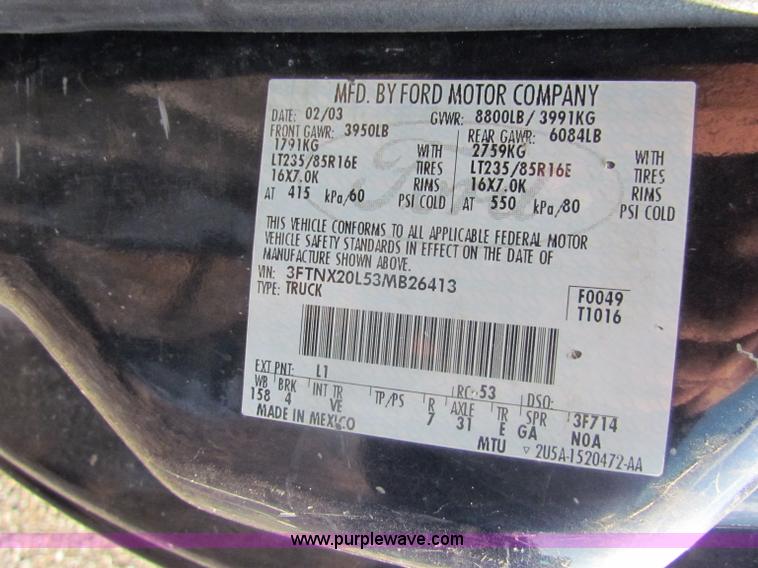 MFD. BY FORD MOTOR COMPANY
DATE: 02/03 GVWR: 8800LB/ 3991KG
FRONT GAWR: 3950LB REAR GAWR: 6084LB
1791KG WITH 2759KG WITH
LT235/85R16E TIRES LT235/85R16E TIRES
16X7.0K RIMS 16X7.0K RIMS
AT 415 kPa/60 PSI COLD AT 550 kPa/80 PSI COLD
Ford
THIS VEHICLE CONFORMS TO ALL APPLICABLE FEDERAL MOTOR
VEHICLE SAFETY STANDARDS IN EFFECT ON THE DATE OF
MANUFACTURE SHOWN ABOVE.
VIN: 3FTNX20L53MB26413
TYPE: TRUCK
F0049
T1016
EXT PNT: L1 RC: 53 DSO:
WB BRK INT TR TP/PS R AXLE TR SPR 3F714
158 4 VE 7 31 E GA N0A
MADE IN MEXICO MTU ▽ 2U5A-1520472-AA
www.purplewave.com